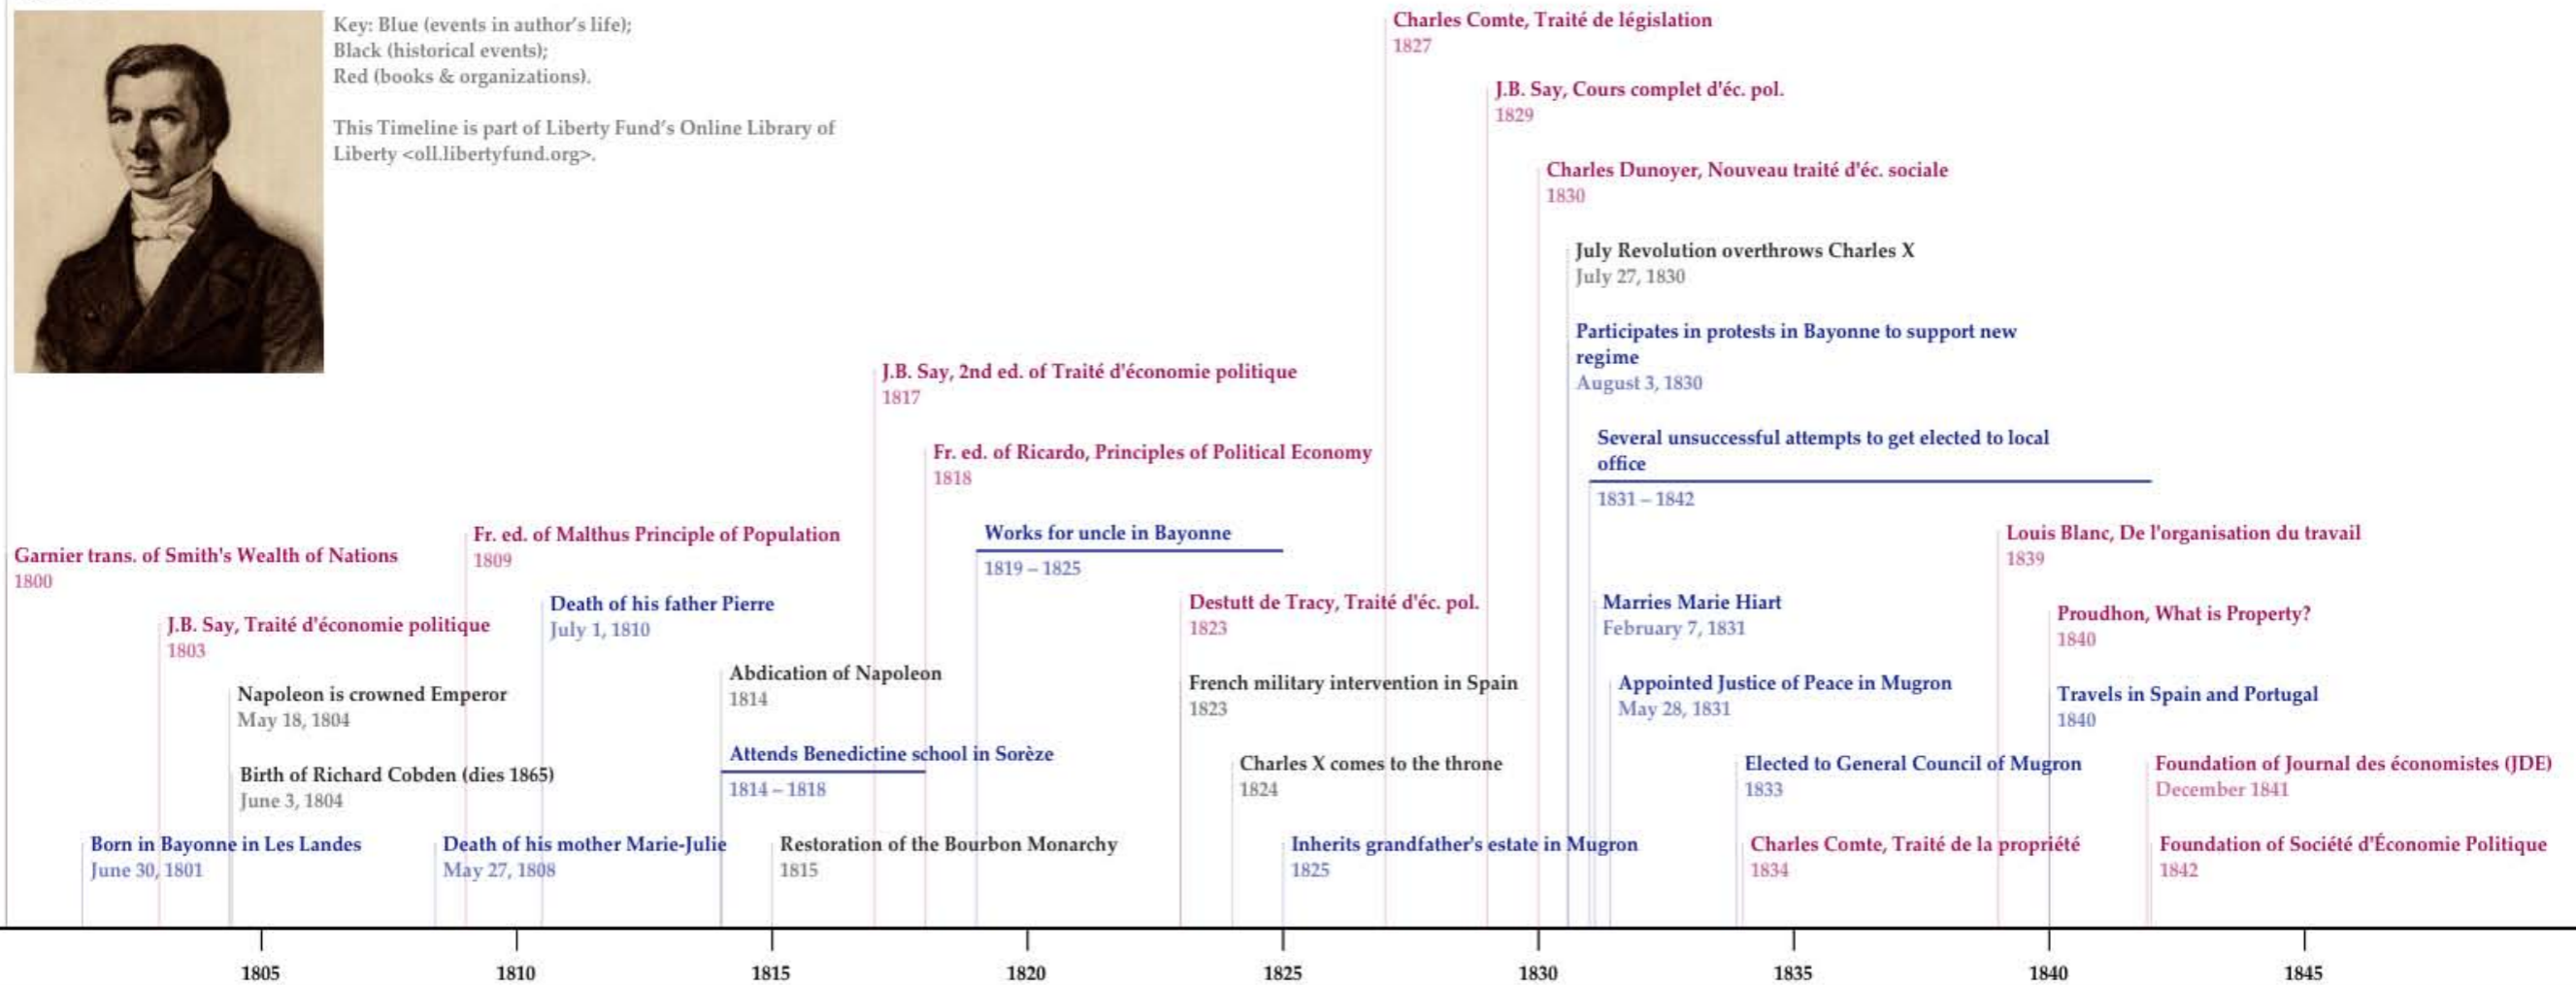 Key: Blue (events in author's life);
Black (historical events);
Red (books & organizations).
This Timeline is part of Liberty Fund's Online Library of
Liberty <oll.libertyfund.org>.
Charles Comte, Traité de législation
1827
J.B. Say, Cours complet d'éc. pol.
1829
Charles Dunoyer, Nouveau traité d'éc. sociale
1830
July Revolution overthrows Charles X
July 27, 1830
Participates in protests in Bayonne to support new
regime
August 3, 1830
J.B. Say, 2nd ed. of Traité d'économie politique
1817
Several unsuccessful attempts to get elected to local
office
1831 – 1842
Fr. ed. of Ricardo, Principles of Political Economy
1818
Garnier trans. of Smith's Wealth of Nations
1800
Fr. ed. of Malthus Principle of Population
1809
Works for uncle in Bayonne
1819 – 1825
Louis Blanc, De l'organisation du travail
1839
J.B. Say, Traité d'économie politique
1803
Death of his father Pierre
July 1, 1810
Destutt de Tracy, Traité d'éc. pol.
1823
Marries Marie Hiart
February 7, 1831
Proudhon, What is Property?
1840
Napoleon is crowned Emperor
May 18, 1804
Abdication of Napoleon
1814
French military intervention in Spain
1823
Appointed Justice of Peace in Mugron
May 28, 1831
Travels in Spain and Portugal
1840
Birth of Richard Cobden (dies 1865)
June 3, 1804
Attends Benedictine school in Sorèze
1814 – 1818
Charles X comes to the throne
1824
Elected to General Council of Mugron
1833
Foundation of Journal des économistes (JDE)
December 1841
Born in Bayonne in Les Landes
June 30, 1801
Death of his mother Marie-Julie
May 27, 1808
Restoration of the Bourbon Monarchy
1815
Inherits grandfather's estate in Mugron
1825
Charles Comte, Traité de la propriété
1834
Foundation of Société d'Économie Politique
1842
1805 1810 1815 1820 1825 1830 1835 1840 1845